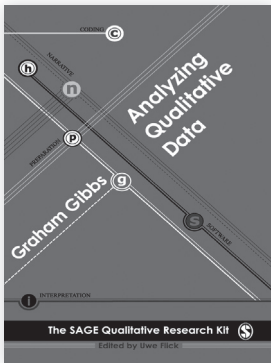 CODING c
h
NARRATIVE
n
Analyzing
Qualitative
Data
PREPARATION
p
g
Graham Gibbs
s
SOFTWARE
i INTERPRETATION
The SAGE Qualitative Research Kit S
Edited by Uwe Flick